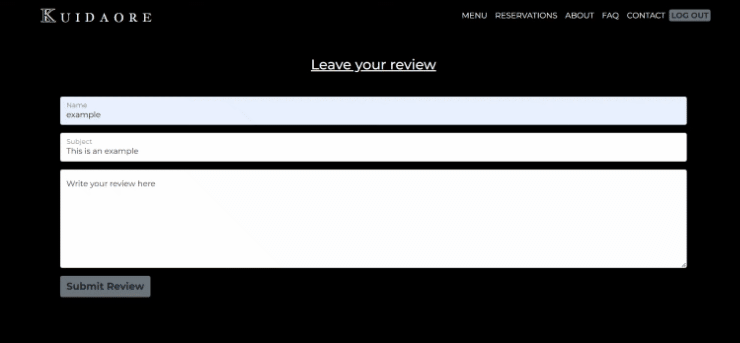 KUIDAORE
MENU RESERVATIONS ABOUT FAQ CONTACT LOG OUT
Leave your review
Name
example
Subject
This is an example
Write your review here
Submit Review